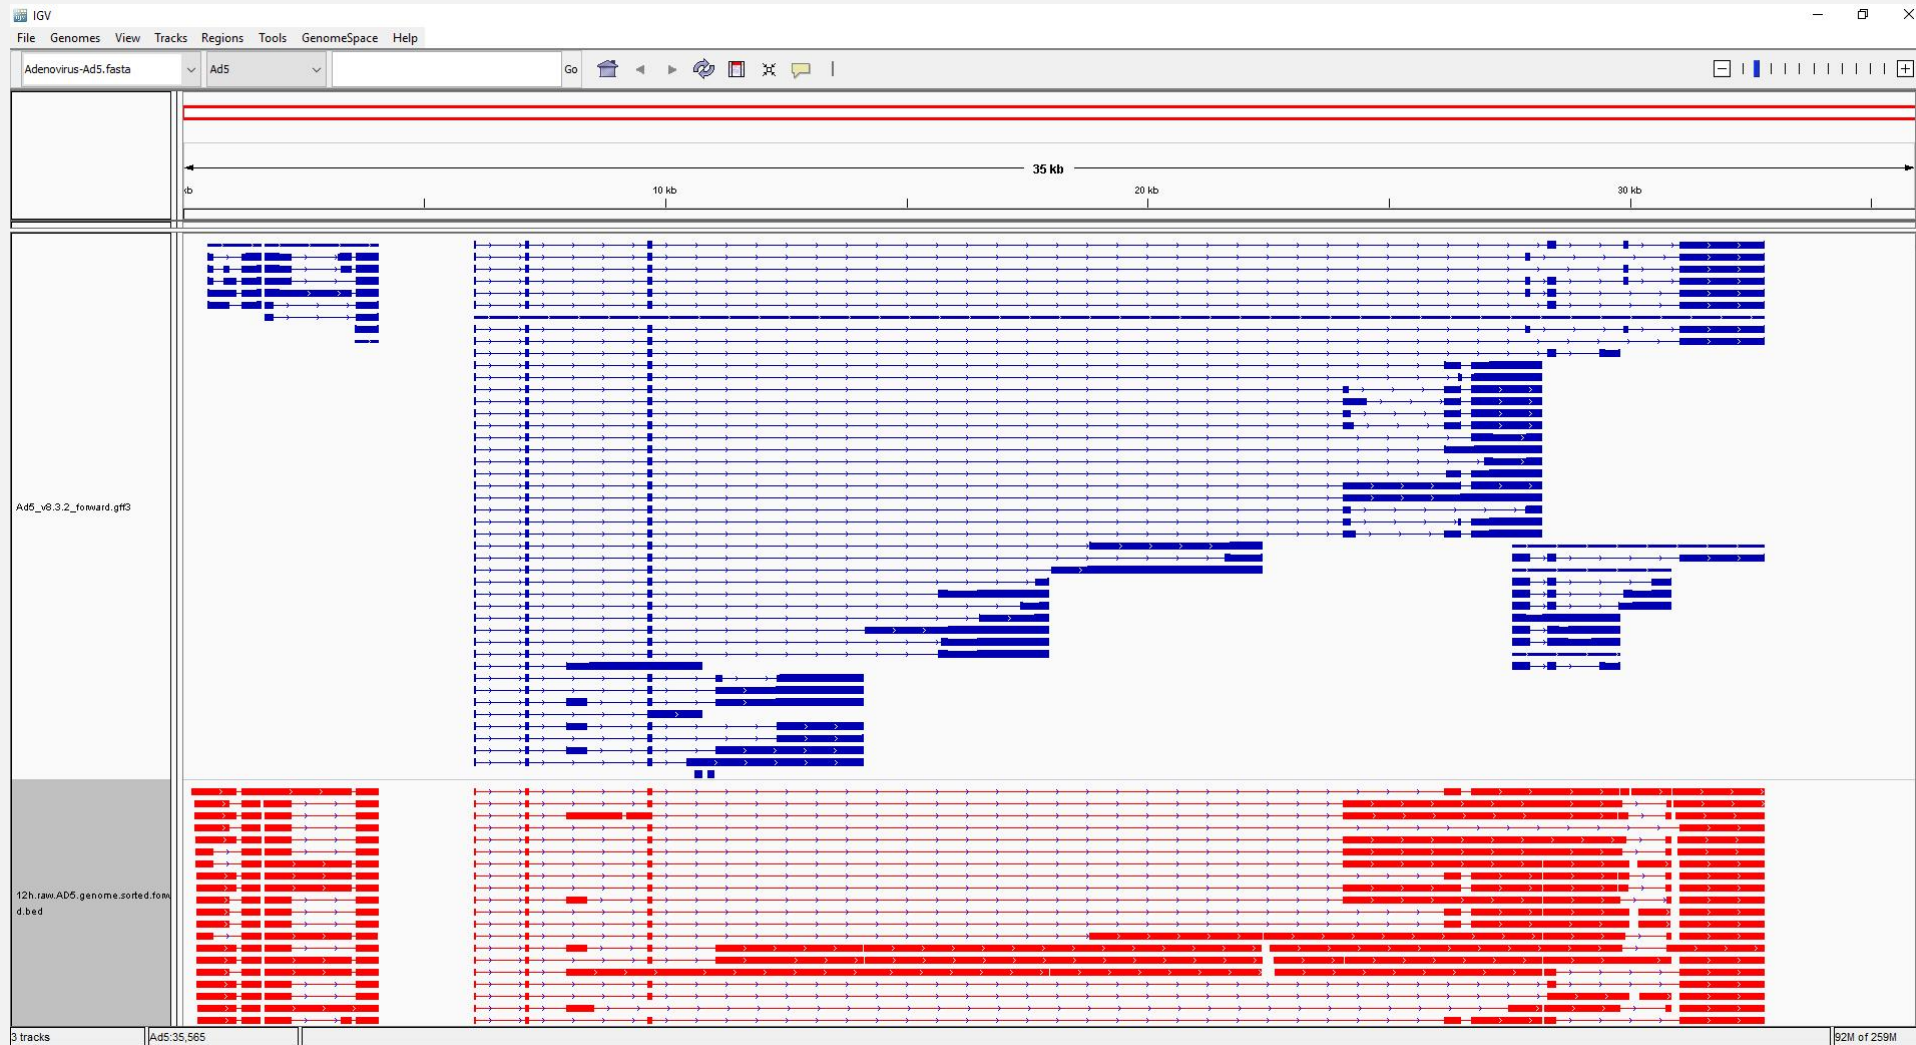 IGV
File Genomes View Tracks Regions Tools GenomeSpace Help
Adenovirus-Ad5.fasta Ad5 Go
35 kb
kb 10 kb 20 kb 30 kb
Ad5_v8.3.2_forward.gff3
12h.raw.AD5.genome.sorted.forw
d.bed
3 tracks Ad5:35,565 92M of 259M